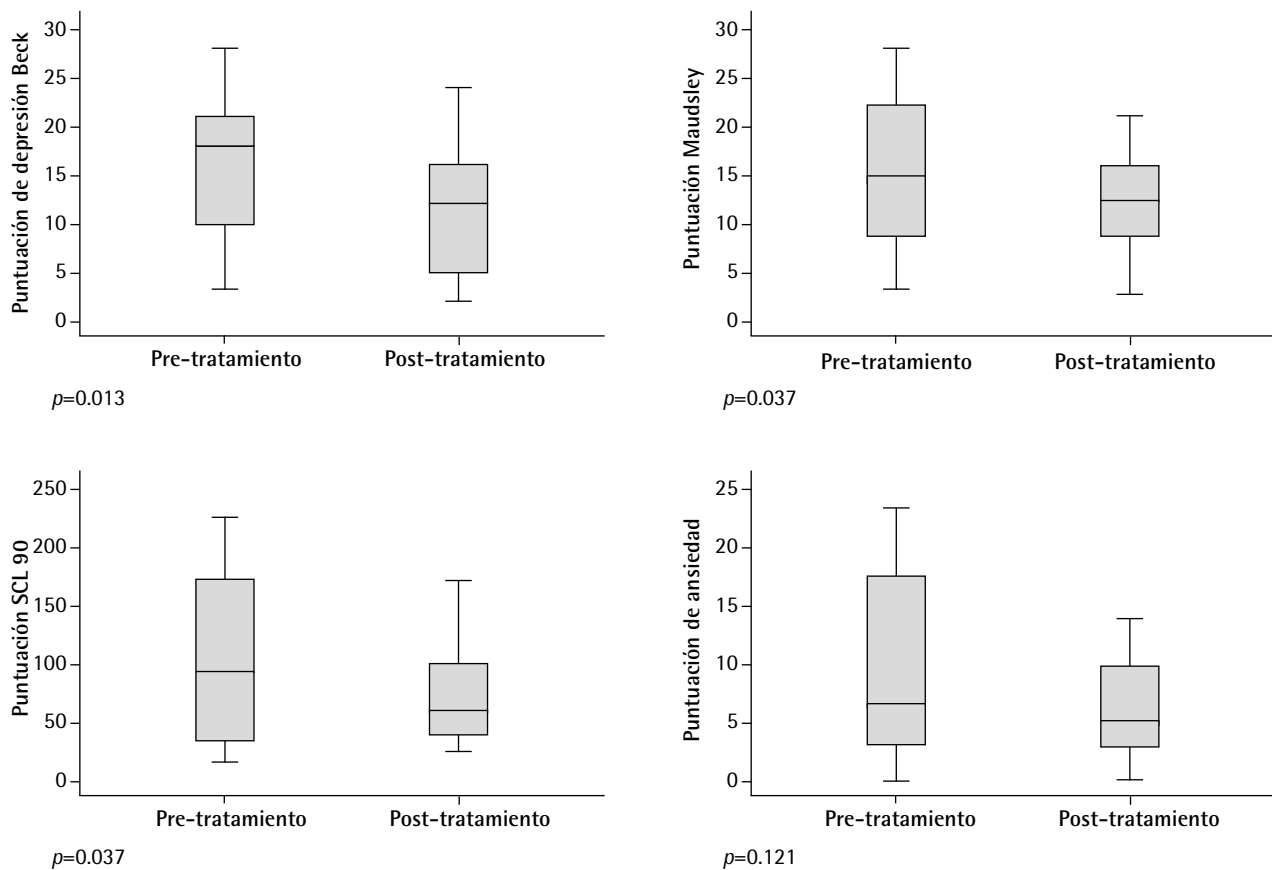 Puntuación de depresión Beck
30
25
20
15
10
5
0
Pre-tratamiento Post-tratamiento
p=0.013
Puntuación Maudsley
30
25
20
15
10
5
0
Pre-tratamiento Post-tratamiento
p=0.037
Puntuación SCL 90
250
200
150
100
50
0
Pre-tratamiento Post-tratamiento
p=0.037
Puntuación de ansiedad
25
20
15
10
5
0
Pre-tratamiento Post-tratamiento
p=0.121